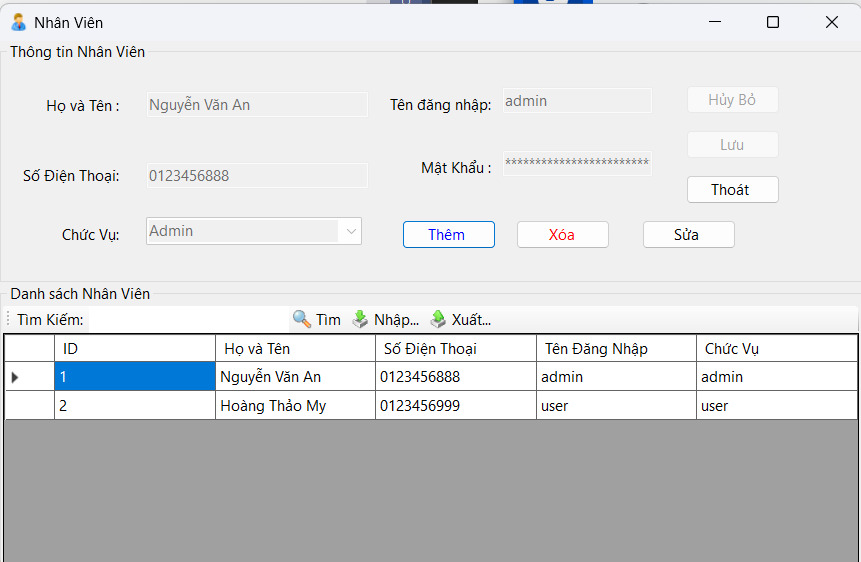 Nhân Viên
Thông tin Nhân Viên
Họ và Tên : Nguyễn Văn An Tên đăng nhập: admin Hủy Bỏ
Lưu
Số Điện Thoại: 0123456888 Mật Khẩu : ************************
Thoát
Chức Vụ: Admin Thêm Xóa Sửa
Danh sách Nhân Viên
Tìm Kiếm: Tìm Nhập... Xuất...
ID Họ và Tên Số Điện Thoại Tên Đăng Nhập Chức Vụ
1 Nguyễn Văn An 0123456888 admin admin
2 Hoàng Thảo My 0123456999 user user